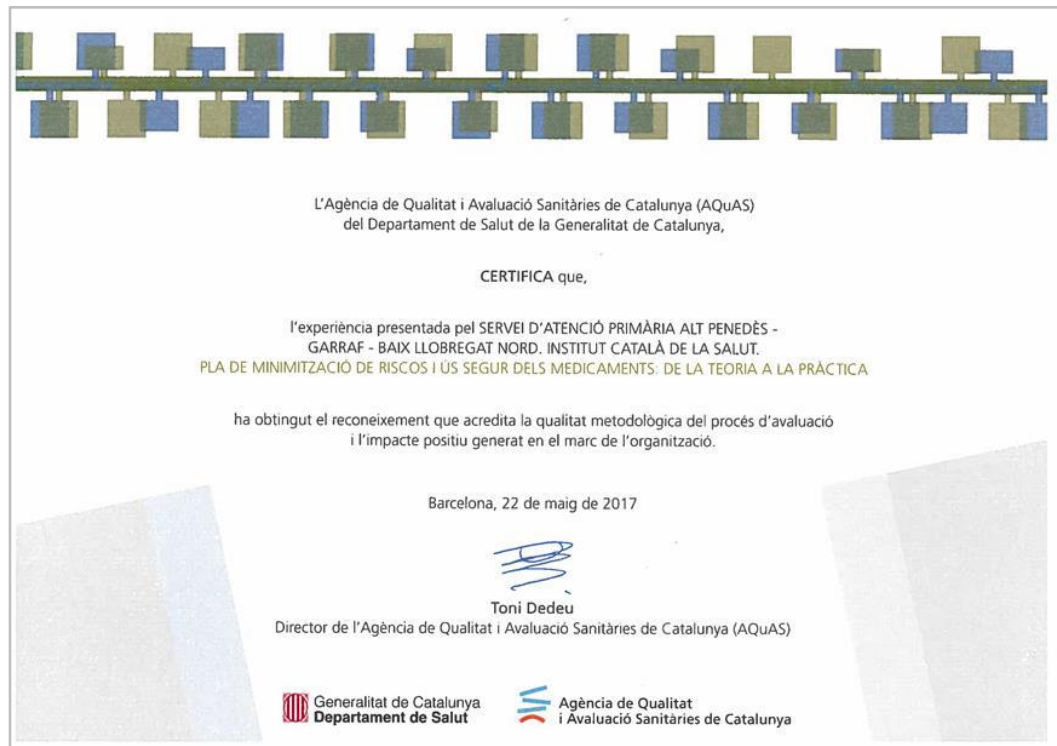 L'Agència de Qualitat i Avaluació Sanitàries de Catalunya (AQuAS)
del Departament de Salut de la Generalitat de Catalunya,
CERTIFICA que,
l'experiència presentada pel SERVEI D'ATENCIÓ PRIMÀRIA ALT PENEDÈS -
GARRAF - BAIX LLOBREGAT NORD. INSTITUT CATALÀ DE LA SALUT.
PLA DE MINIMITZACIÓ DE RISCOS I ÚS SEGUR DELS MEDICAMENTS: DE LA TEORIA A LA PRÀCTICA
ha obtingut el reconeixement que acredita la qualitat metodològica del procés d'avaluació
i l'impacte positiu generat en el marc de l'organització.
Barcelona, 22 de maig de 2017
Toni Dedeu
Director de l'Agència de Qualitat i Avaluació Sanitàries de Catalunya (AQuAS)
Generalitat de Catalunya
Departament de Salut
Agència de Qualitat
i Avaluació Sanitàries de Catalunya